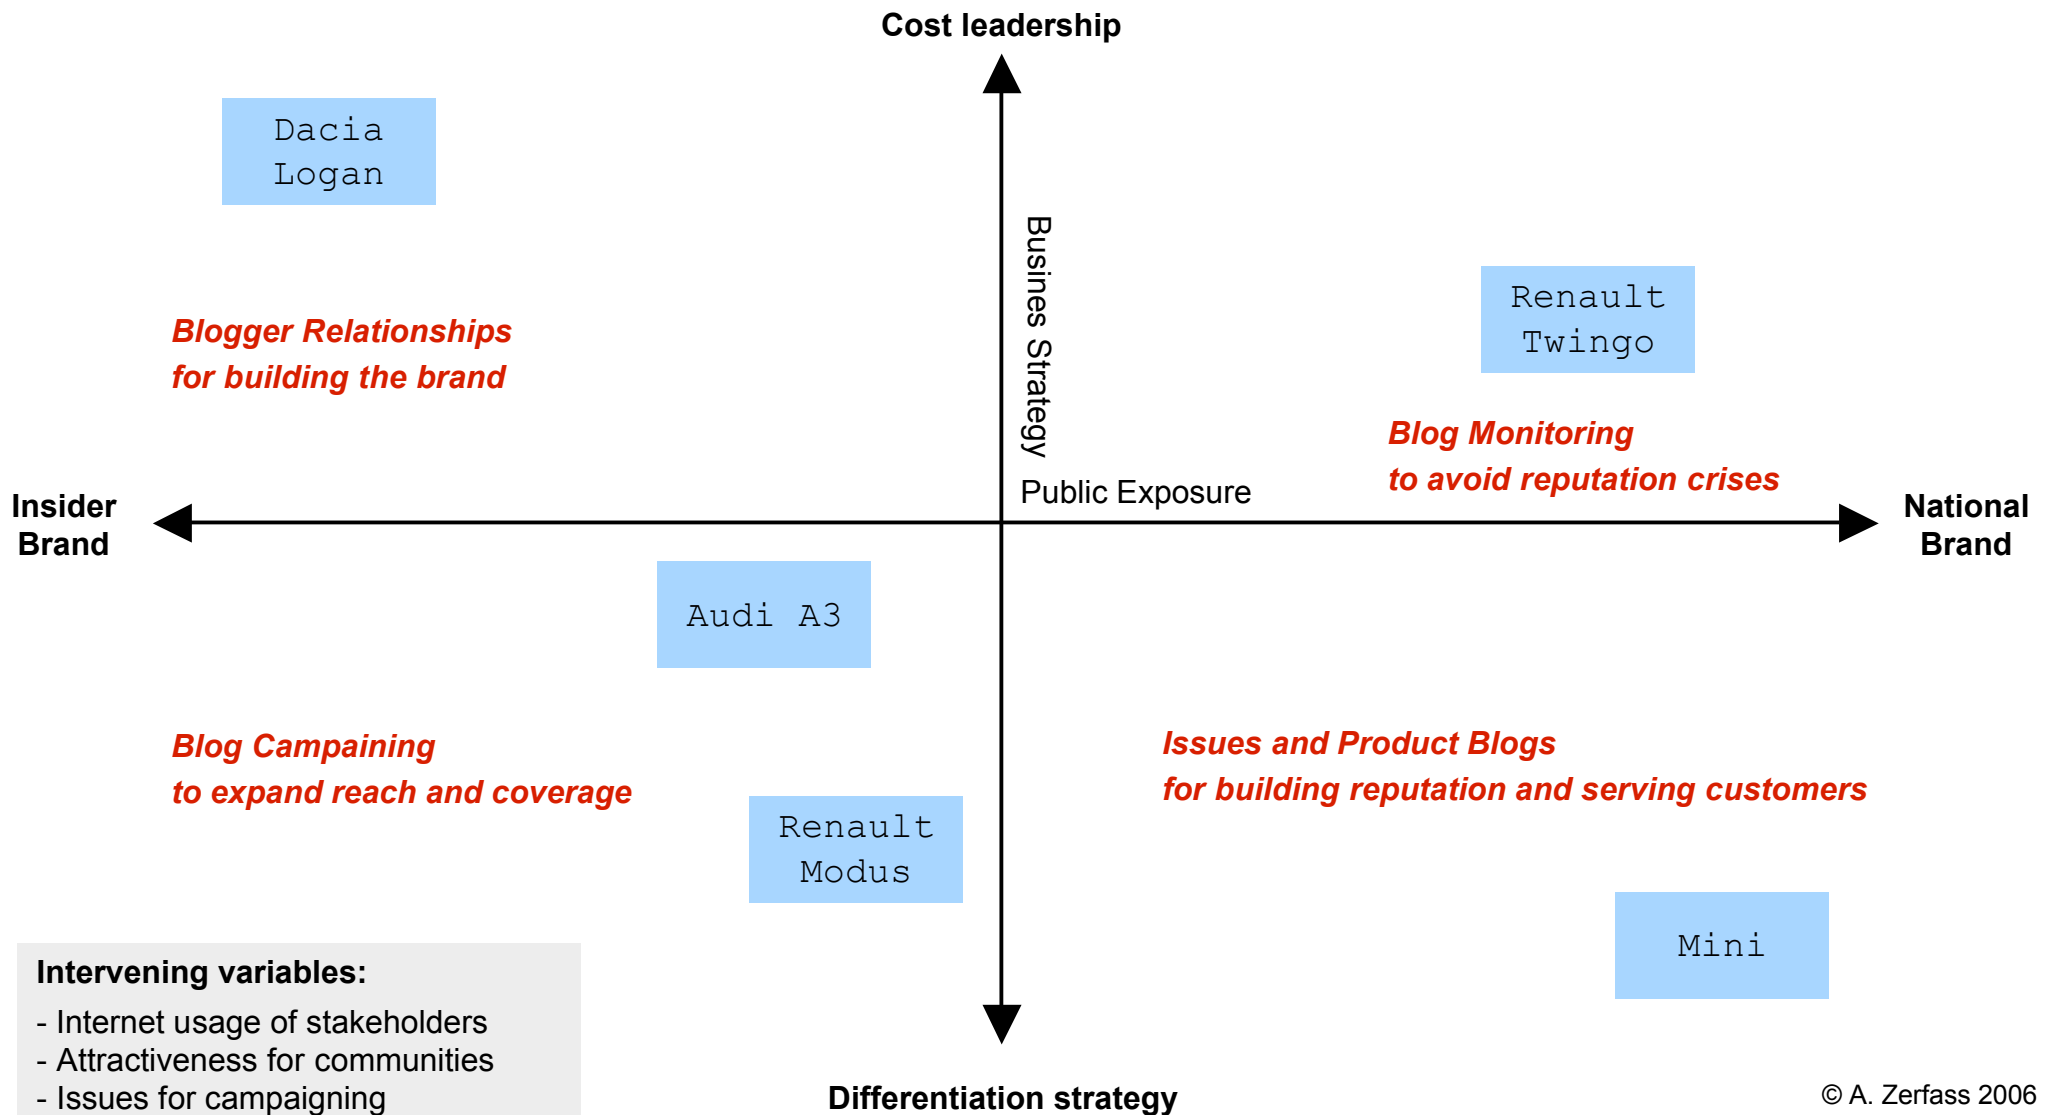 Cost leadership
Dacia
Logan
Business Strategy
Renault
Twingo
Blogger Relationships
for building the brand
Blog Monitoring
to avoid reputation crises
Public Exposure
Insider
Brand
National
Brand
Audi A3
Blog Campaining
to expand reach and coverage
Issues and Product Blogs
for building reputation and serving customers
Renault
Modus
Mini
Intervening variables:
- Internet usage of stakeholders
- Attractiveness for communities
- Issues for campaigning
Differentiation strategy
© A. Zerfass 2006